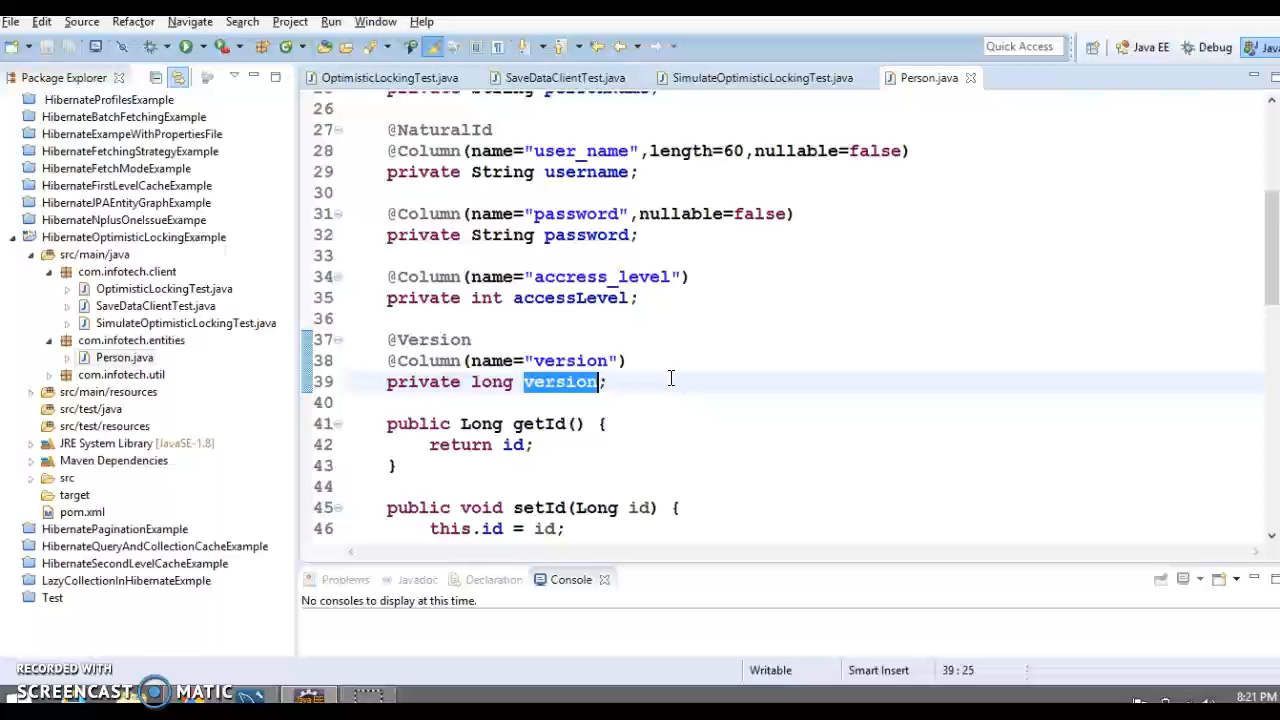 File Edit Source Refactor Navigate Search Project Run Window Help
Quick Access Java EE Debug Java
Package Explorer
OptimisticLockingTest.java SaveDataClientTest.java SimulateOptimisticLockingTest.java Person.java
HibernateProfilesExample
HibernateBatchFetchingExample
HibernateExampeWithPropertiesFile
HibernateFetchingStrategyExample
HibernateFetchModeExample
HibernateFirstLevelCacheExample
HibernateJPAEntityGraphExample
HibernateNplusOneIssueExampe
HibernateOptimisticLockingExample
src/main/java
com.infotech.client
OptimisticLockingTest.java
SaveDataClientTest.java
SimulateOptimisticLockingTest.java
com.infotech.entities
Person.java
com.infotech.util
src/main/resources
src/test/java
src/test/resources
JRE System Library [JavaSE-1.8]
Maven Dependencies
src
target
pom.xml
HibernatePaginationExample
HibernateQueryAndCollectionCacheExample
HibernateSecondLevelCacheExample
LazyCollectionInHibernateExmple
Test
private String personName;
26
27 @NaturalId
28 @Column(name="user_name",length=60,nullable=false)
29 private String username;
30
31 @Column(name="password",nullable=false)
32 private String password;
33
34 @Column(name="accress_level")
35 private int accessLevel;
36
37 @Version
38 @Column(name="version")
39 private long version;
40
41 public Long getId() {
42 return id;
43 }
44
45 public void setId(Long id) {
46 this.id = id;
Problems Javadoc Declaration Console
No consoles to display at this time.
Writable Smart Insert 39 : 25
RECORDED WITH
SCREENCAST MATIC
8:21 PM